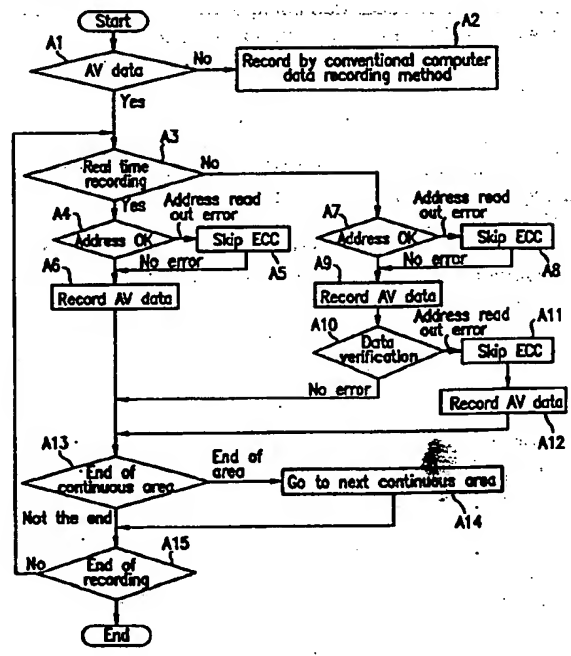 Start
A1
AV data
No
A2
Record by conventional computer
data recording method
Yes
A3
Real time
recording
No
Yes
A4
Address OK
Address read
out error
Skip ECC
A5
No error
A6
Record AV data
A7
Address OK
Address read
out error
Skip ECC
A8
No error
A9
Record AV data
A10
Data
verification
Address read
out error
A11
Skip ECC
No error
Record AV data
A12
A13
End of
continuous area
End of
area
Go to next continuous area
A14
Not the end
A15
End of
recording
No
End